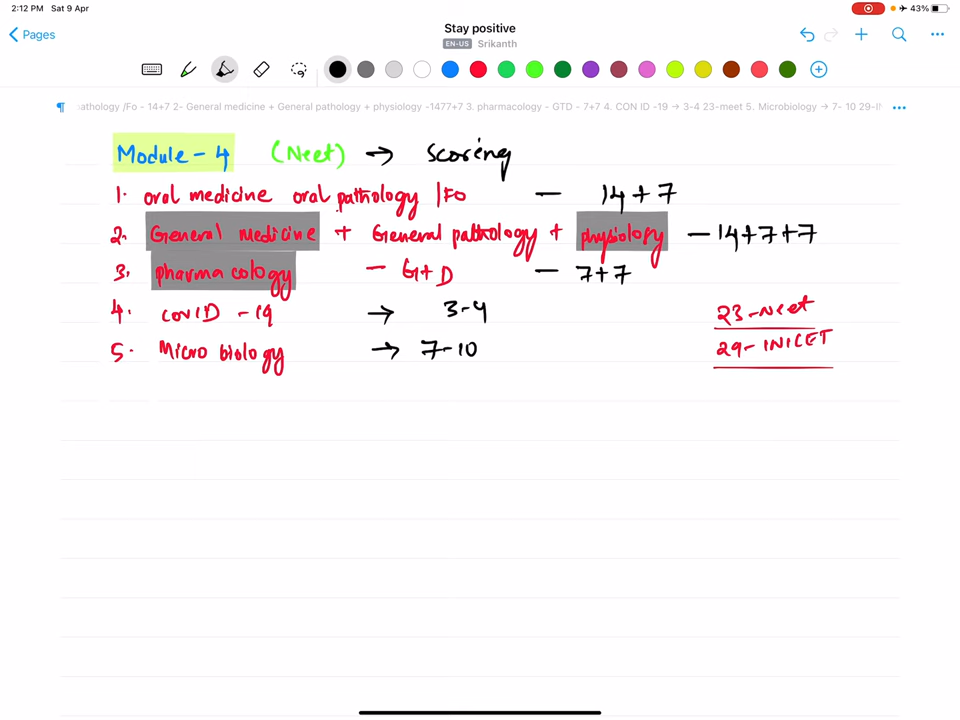 2:12 PM Sat 9 Apr
43%
Pages
Stay positive
EN-US Srikanth
athology /Fo - 14+7 2- General medicine + General pathology + physiology -1477+7 3. pharmacology - GTD - 7+7 4. CON ID -19 → 3-4 23-meet 5. Microbiology → 7- 10 29-I
Module - 4 (Neet) → scoring
1. oral medicine oral pathology |FO — 14+7
2. General medicine + General pathology + physiology — 14+7+7
3. pharmacology - G+D — 7+7
4. COVID -19 → 3-4
23-Neet
5. Micro biology → 7-10
29- INICET